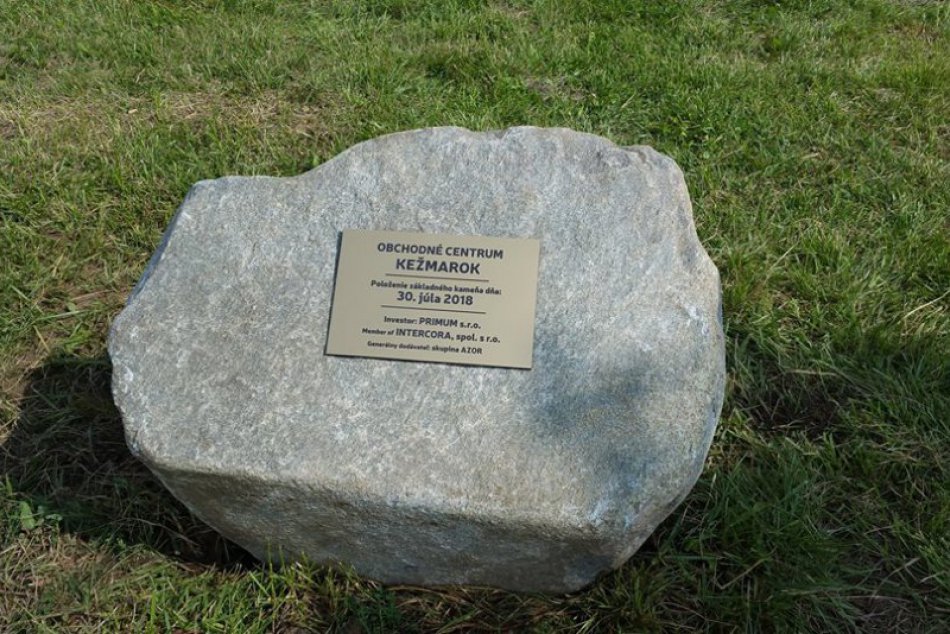 OBCHODNÉ CENTRUM
KEŽMAROK
Položenie základného kameňa dňa:
30. júla 2018
Investor: PRIMUM s.r.o.
Member of INTERCORA, spol. s r.o.
Generálny dodávateľ: skupina AZOR